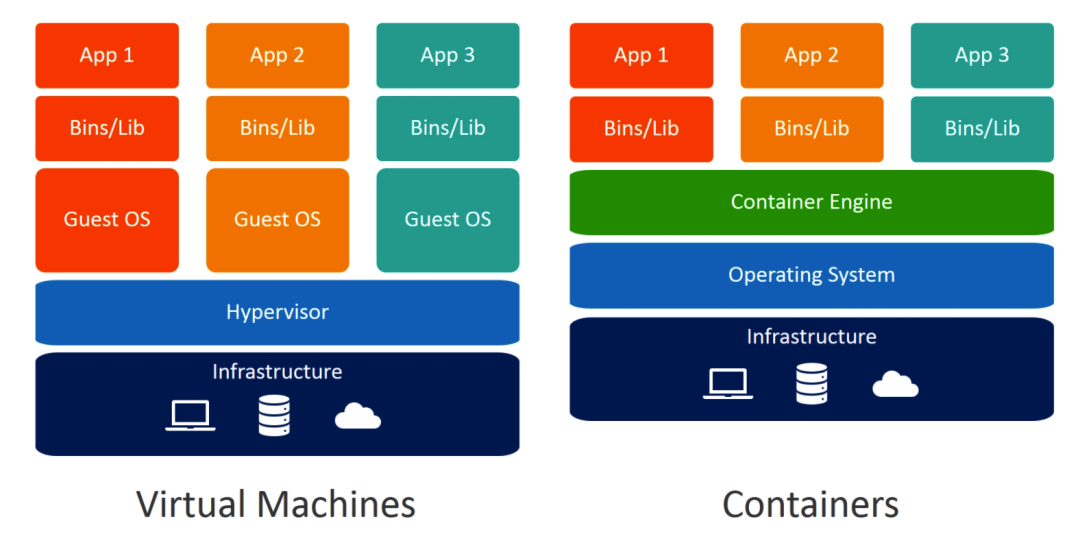 App 1
App 2
App 3
Bins/Lib
Bins/Lib
Bins/Lib
Guest OS
Guest OS
Guest OS
Hypervisor
Infrastructure
Virtual Machines
App 1
App 2
App 3
Bins/Lib
Bins/Lib
Bins/Lib
Container Engine
Operating System
Infrastructure
Containers